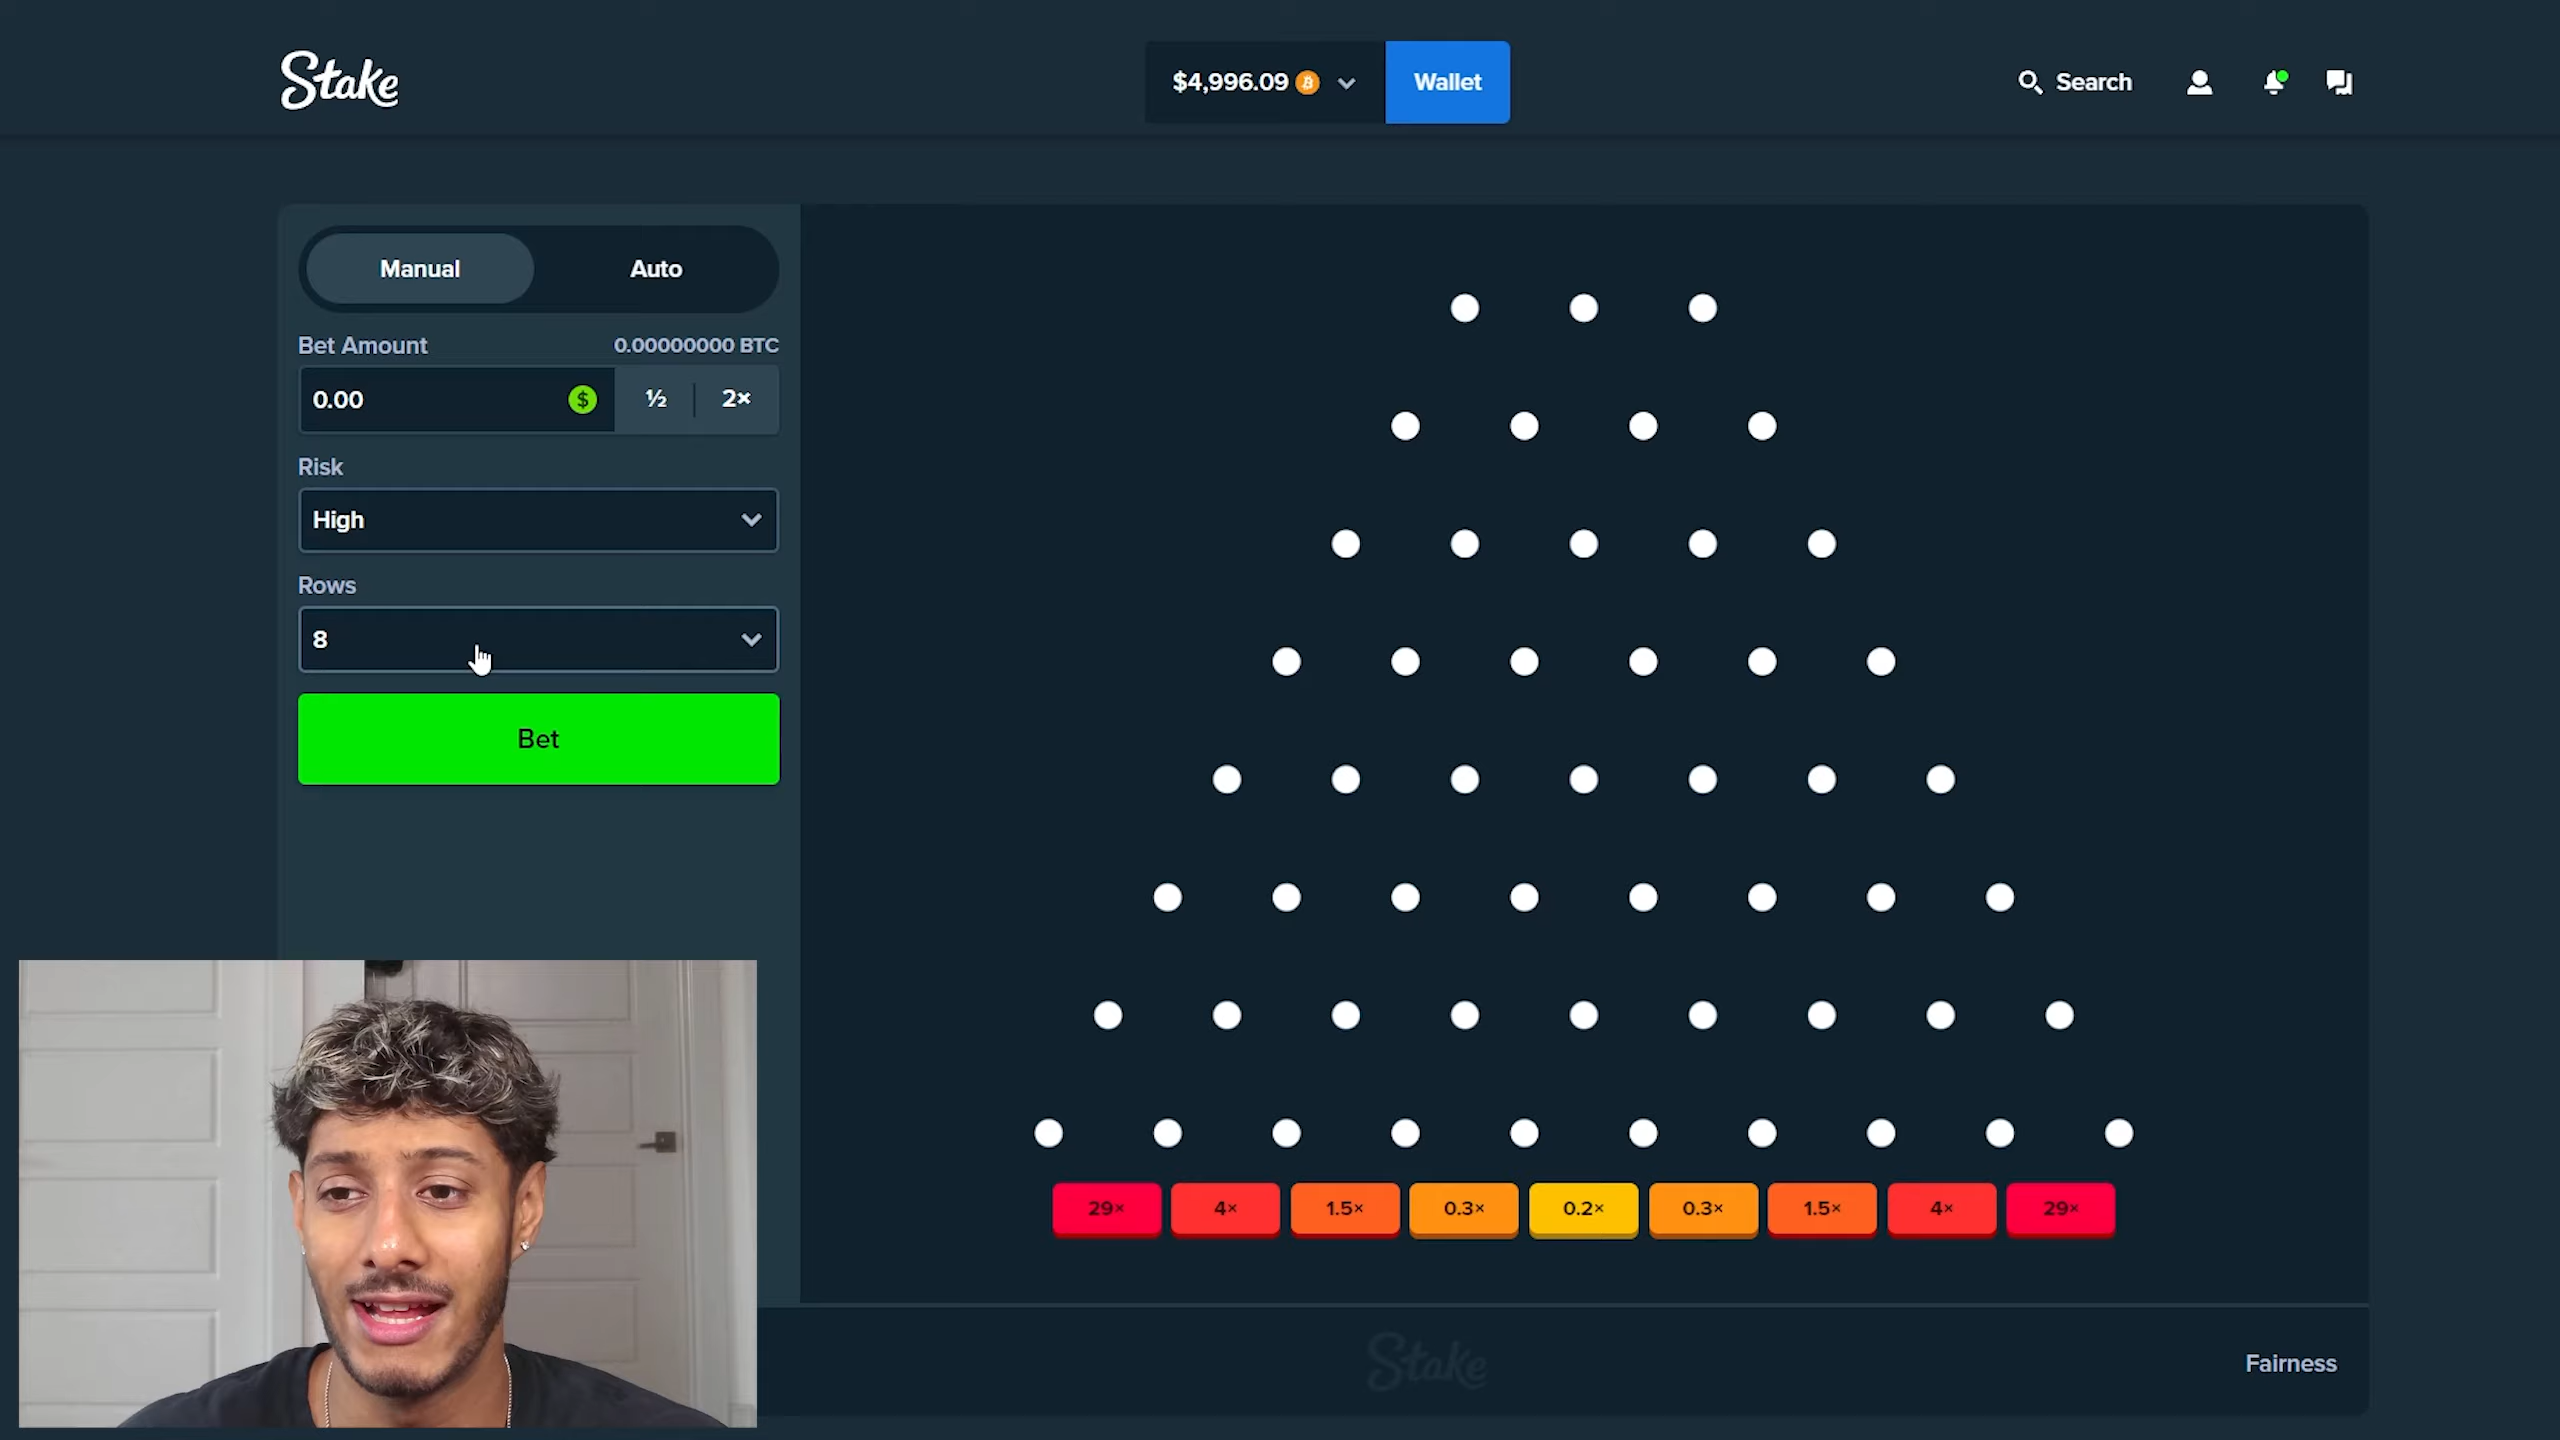 Stake
$4,996.09
Wallet
Search
Manual
Auto
Bet Amount
0.00000000 BTC
0.00
$
½
2×
Risk
High
Rows
8
Bet
29×
4×
1.5×
0.3×
0.2×
0.3×
1.5×
4×
29×
Stake
Fairness